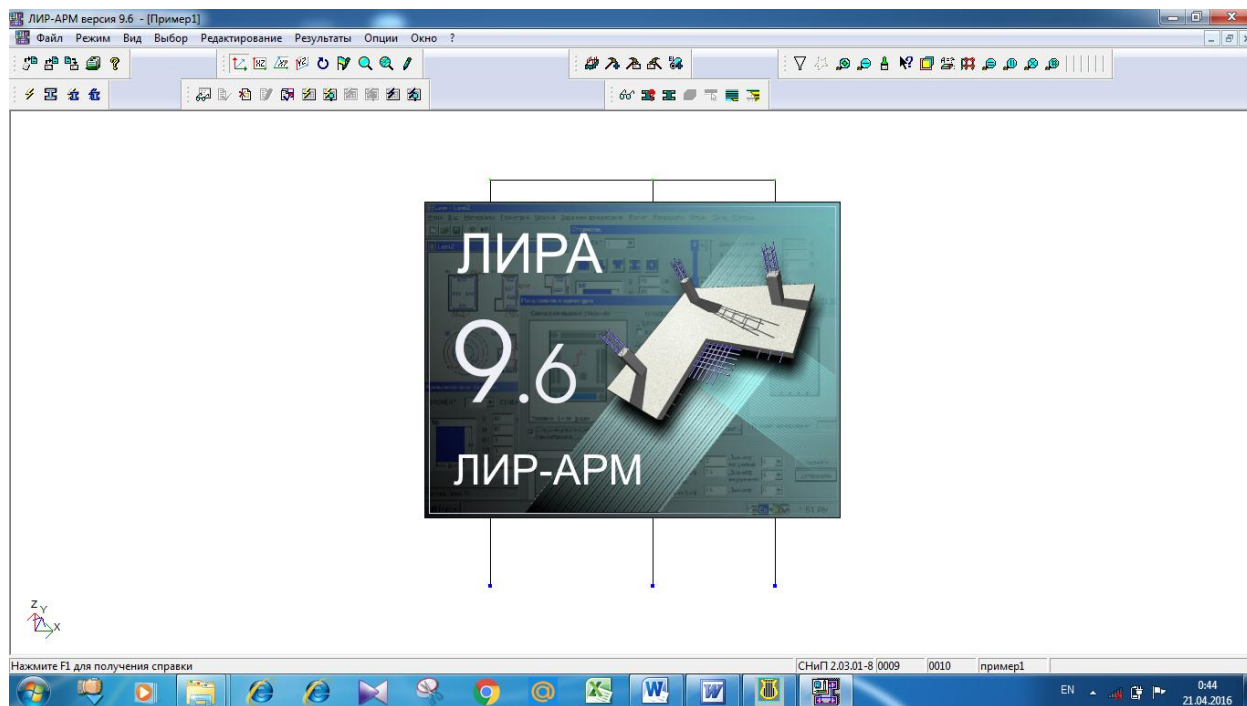 ЛИР-АРМ версия 9.6 - [Пример1]
Файл Режим Вид Выбор Редактирование Результаты Опции Окно ?
ЛИРА
9.6
ЛИР-АРМ
Z
Y
X
Нажмите F1 для получения справки
СНиП 2.03.01-8 0009 0010 пример1
EN 0:44
21.04.2016